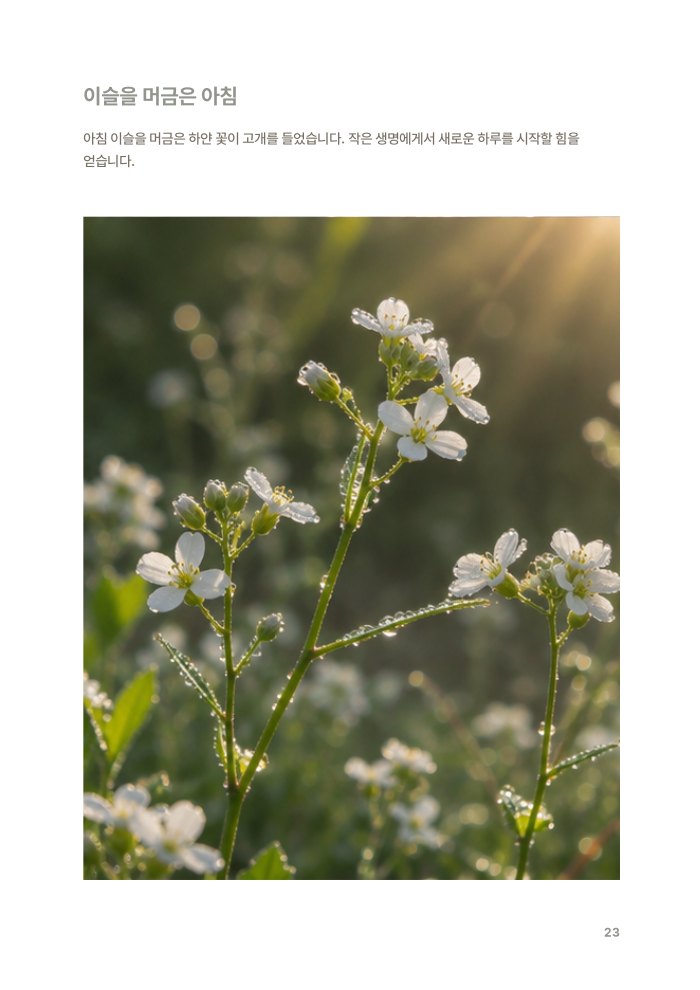 이슬을 머금은 아침
아침 이슬을 머금은 하얀 꽃이 고개를 들었습니다. 작은 생명에게서 새로운 하루를 시작할 힘을
얻습니다.
23